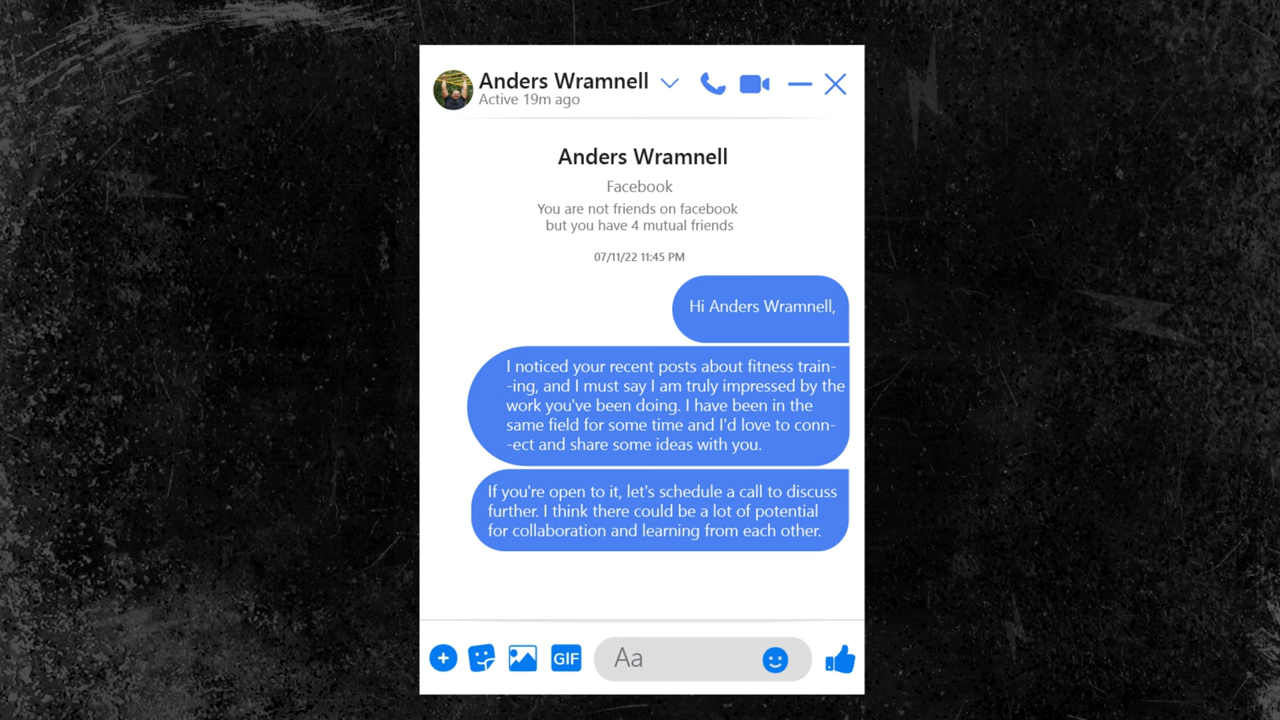 Anders Wramnell
Active 19m ago
Anders Wramnell
Facebook
You are not friends on facebook
but you have 4 mutual friends
07/11/22 11:45 PM
Hi Anders Wramnell,
I noticed your recent posts about fitness train-
-ing, and I must say I am truly impressed by the
work you've been doing. I have been in the
same field for some time and I'd love to conn-
-ect and share some ideas with you.
If you're open to it, let's schedule a call to discuss
further. I think there could be a lot of potential
for collaboration and learning from each other.
GIF
Aa